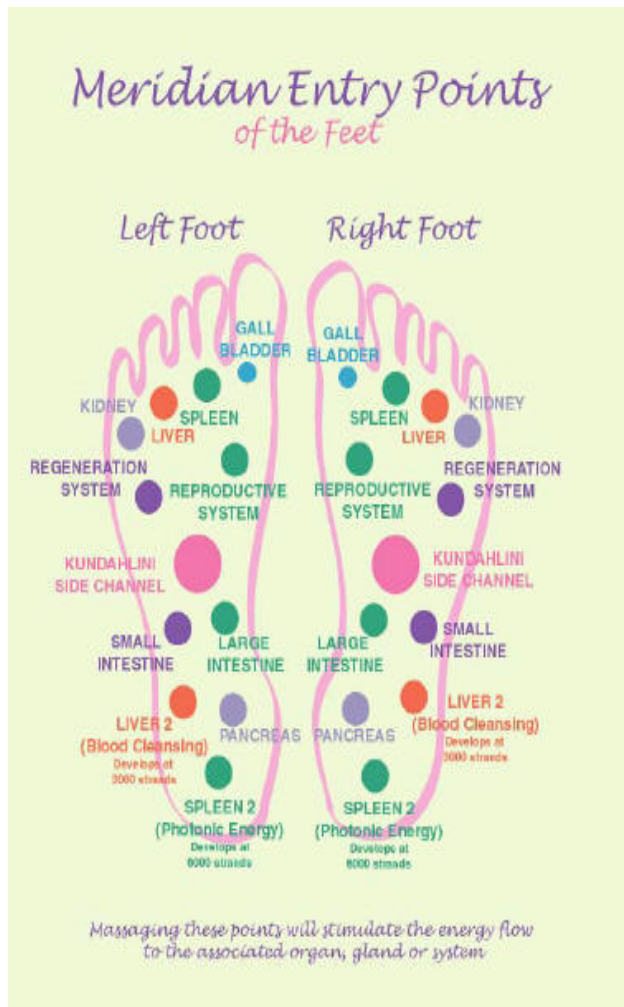 Meridian Entry Points
of the Feet
Left Foot
Right Foot
GALL
BLADDER
SPLEEN
LIVER
KIDNEY
REGENERATION
SYSTEM
REPRODUCTIVE
SYSTEM
KUNDAHLINI
SIDE CHANNEL
SMALL
INTESTINE
LARGE
INTESTINE
LIVER 2
(Blood Cleansing)
Develops at
3000 strands
PANCREAS
SPLEEN 2
(Photonic Energy)
Develops at
6000 strands
GALL
BLADDER
SPLEEN
LIVER
KIDNEY
REGENERATION
SYSTEM
REPRODUCTIVE
SYSTEM
KUNDAHLINI
SIDE CHANNEL
LARGE
INTESTINE
SMALL
INTESTINE
LIVER 2
(Blood Cleansing)
Develops at
3000 strands
PANCREAS
SPLEEN 2
(Photonic Energy)
Develops at
6000 strands
Massaging these points will stimulate the energy flow
to the associated organ, gland or system